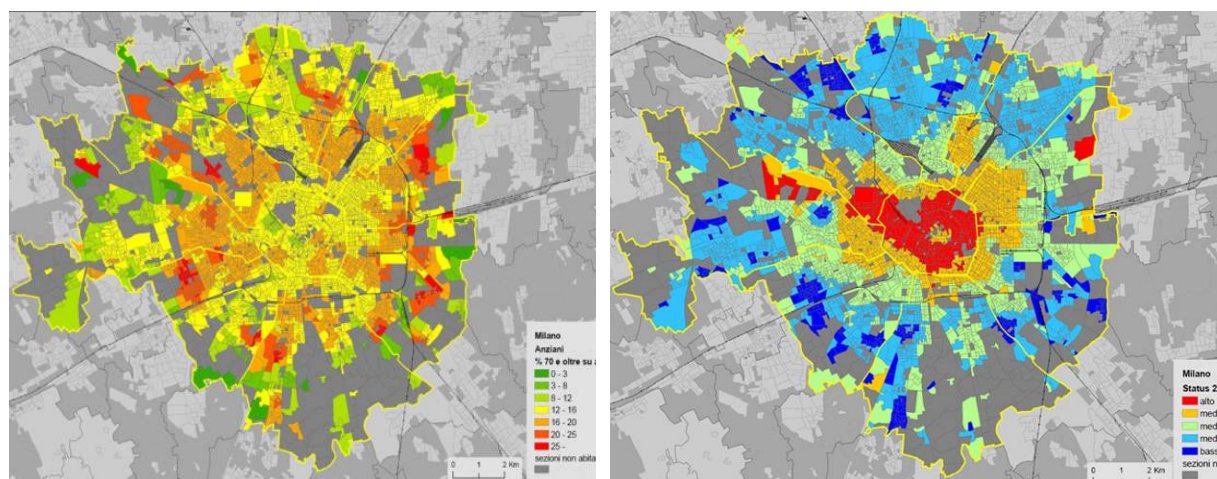 Milano
Anziani
% 70 e oltre su a
0 - 3
3 - 8
8 - 12
12 - 16
16 - 20
20 - 25
25 -
sezioni non abita
0 1 2 Km
Milano
Status 2
alto
med
med
med
bass
sezioni n
0 1 2 Km